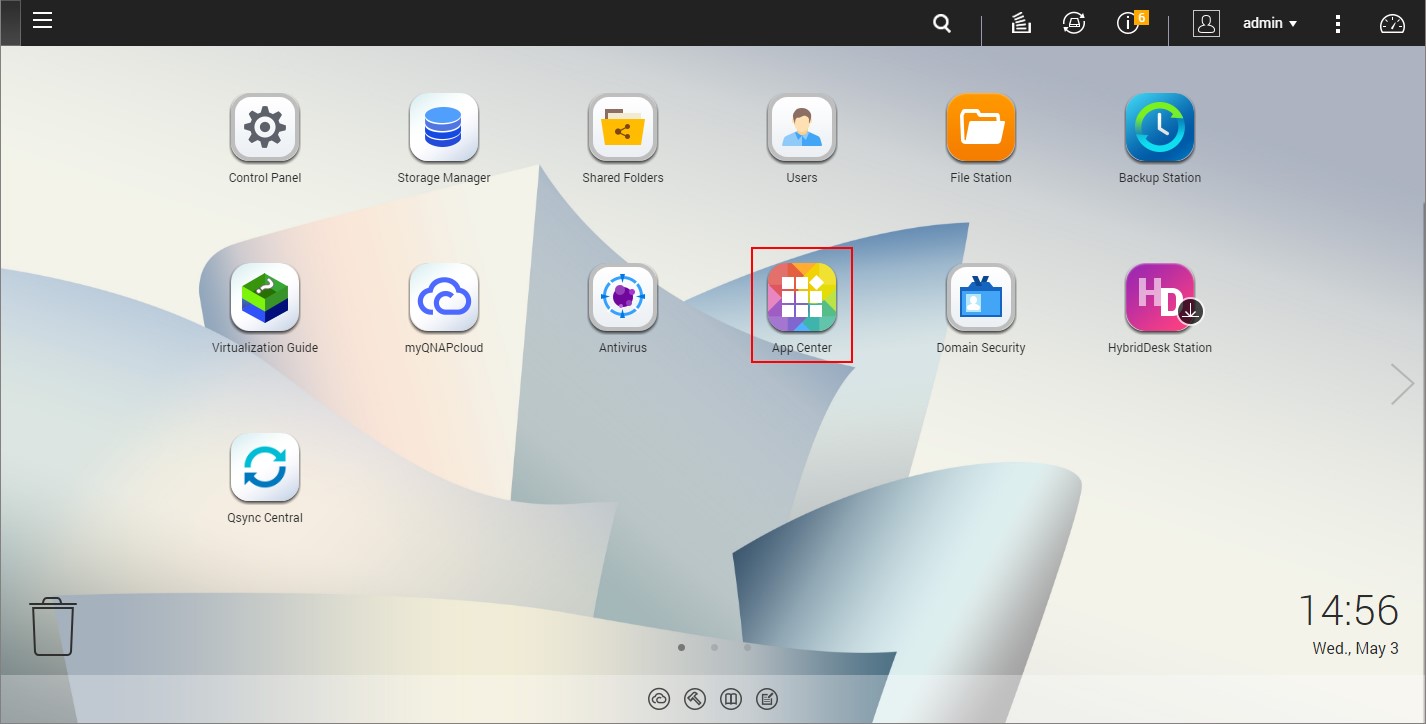 6
admin
Control Panel
Storage Manager
Shared Folders
Users
File Station
Backup Station
?
HD
Virtualization Guide
myQNAPcloud
Antivirus
App Center
Domain Security
HybridDesk Station
Qsync Central
14:56
Wed., May 3